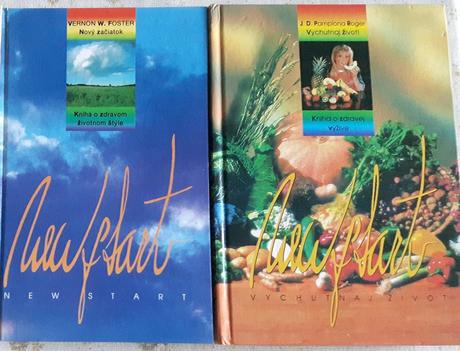 VERNON W. FOSTER
Nový začiatok
Kniha o zdravom
životnom štýle
Newstart
NEW START
J. D. Pamplona Roger
Vychutnaj život!
Kniha o zdravej
výžive
Newstart
VYCHUTNAJ ŽIVOT